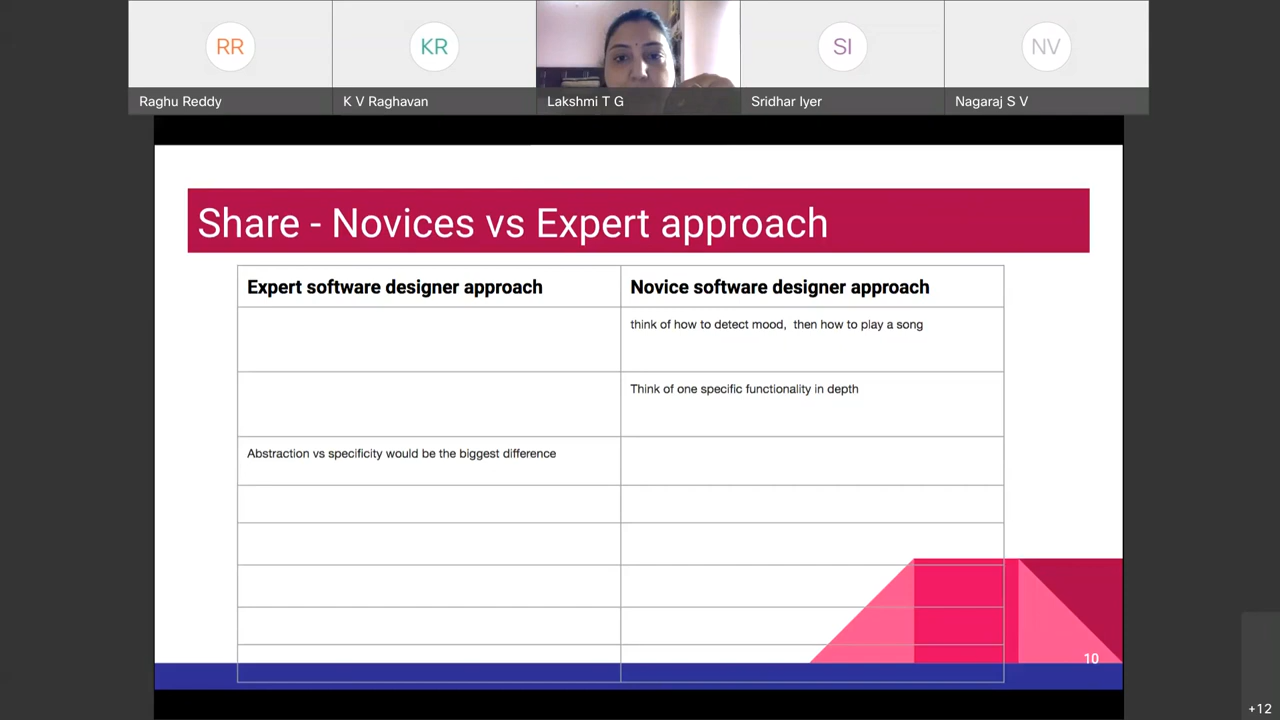 RR
KR
SI
NV
Raghu Reddy
K V Raghavan
Lakshmi T G
Sridhar Iyer
Nagaraj S V
Share - Novices vs Expert approach
Expert software designer approach
Novice software designer approach
think of how to detect mood, then how to play a song
Think of one specific functionality in depth
Abstraction vs specificity would be the biggest difference
10
+12